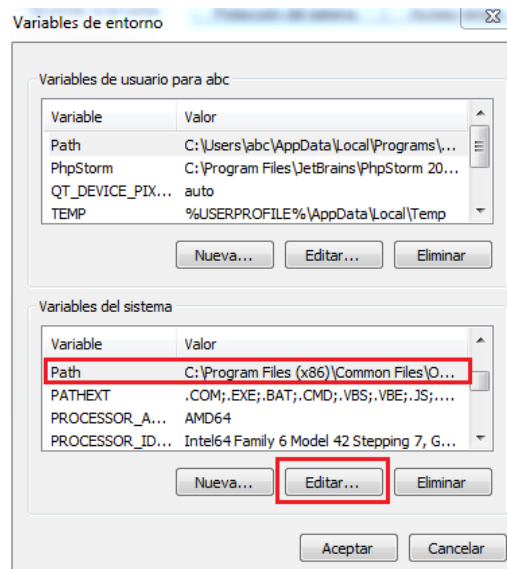 Variables de entorno
Variables de usuario para abc
Variable Valor
Path C:\Users\abc\AppData\Local\Programs\...
PhpStorm C:\Program Files\JetBrains\PhpStorm 20...
QT_DEVICE_PIX... auto
TEMP %USERPROFILE%\AppData\Local\Temp
Nueva... Editar... Eliminar
Variables del sistema
Variable Valor
Path C:\Program Files (x86)\Common Files\O...
PATHEXT .COM;.EXE;.BAT;.CMD;.VBS;.VBE;.JS;....
PROCESSOR_A... AMD64
PROCESSOR_ID... Intel64 Family 6 Model 42 Stepping 7, G...
Nueva... Editar... Eliminar
Aceptar Cancelar